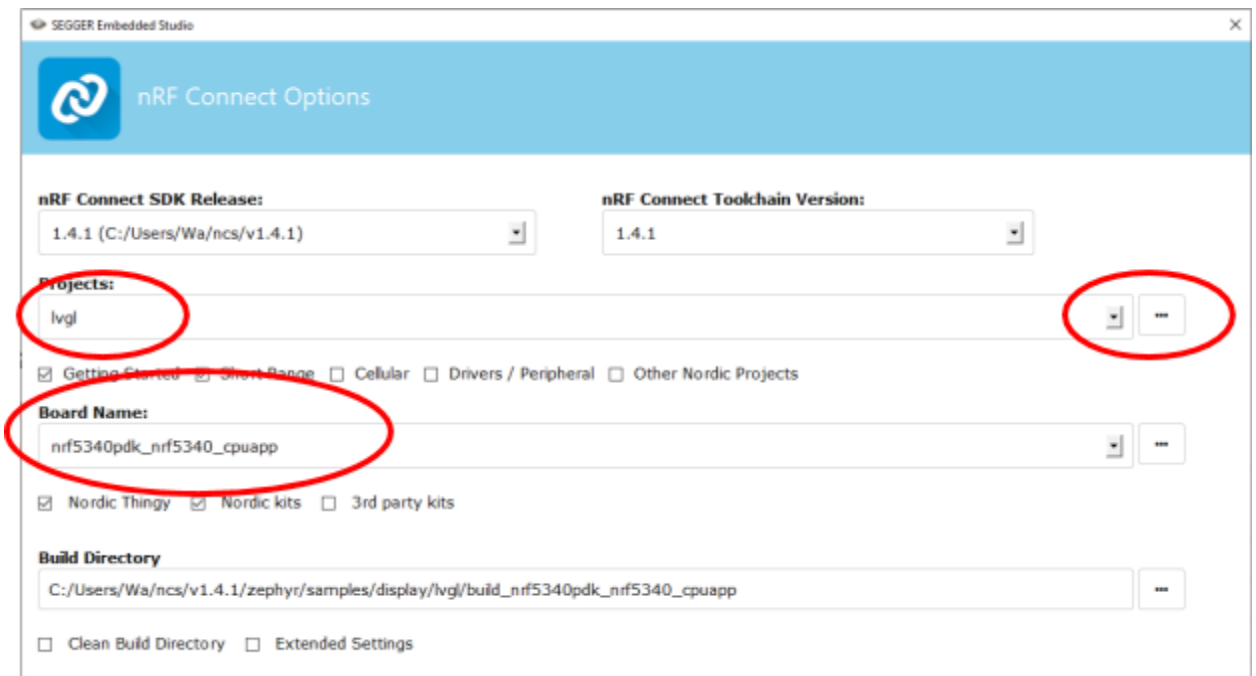 SEGGER Embedded Studio
nRF Connect Options
nRF Connect SDK Release: nRF Connect Toolchain Version:
1.4.1 (C:/Users/Wa/ncs/v1.4.1) 1.4.1
Projects:
lvgl ...
Getting Started Short Range Cellular Drivers / Peripheral Other Nordic Projects
Board Name:
nrf5340pdk_nrf5340_cpuapp ...
Nordic Thingy Nordic kits 3rd party kits
Build Directory
C:/Users/Wa/ncs/v1.4.1/zephyr/samples/display/lvgl/build_nrf5340pdk_nrf5340_cpuapp ...
Clean Build Directory Extended Settings